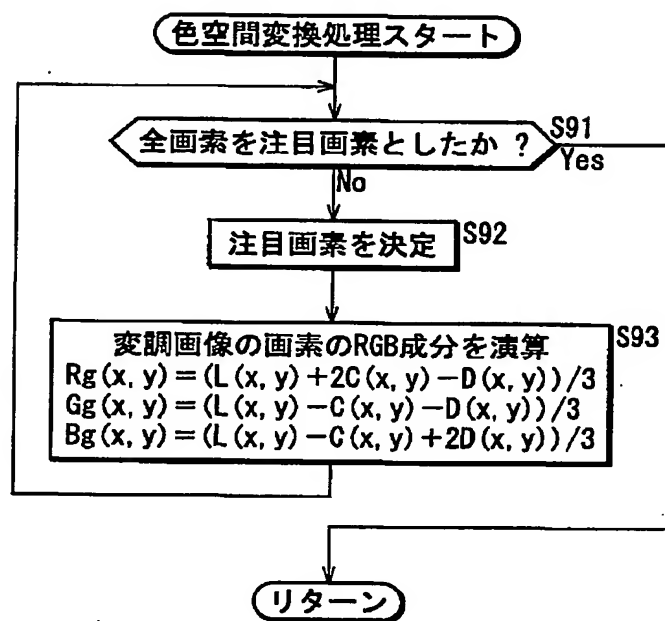 色空間変換処理スタート
全画素を注目画素としたか ?
S91
Yes
No
注目画素を決定
S92
変調画像の画素のRGB成分を演算
S93
Rg(x, y)=(L(x, y)+2C(x, y)-D(x, y))/3
Gg(x, y)=(L(x, y)-C(x, y)-D(x, y))/3
Bg(x, y)=(L(x, y)-C(x, y)+2D(x, y))/3
リターン